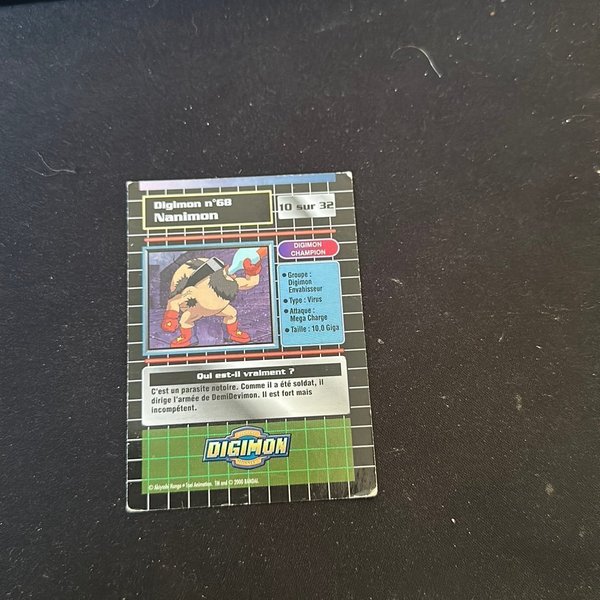 Digimon n°68
Nanimon
10 sur 32
DIGIMON
CHAMPION
• Groupe :
Digimon
Envahisseur
• Type : Virus
• Attaque :
Mega Charge
• Taille : 10,0 Giga
Qui est-il vraiment ?
C'est un parasite notoire. Comme il a été soldat, il
dirige l'armée de DemiDevimon. Il est fort mais
incompétent.
DIGIMON
© Akiyoshi Hongo • Toei Animation. TM and © 2000 BANDAI